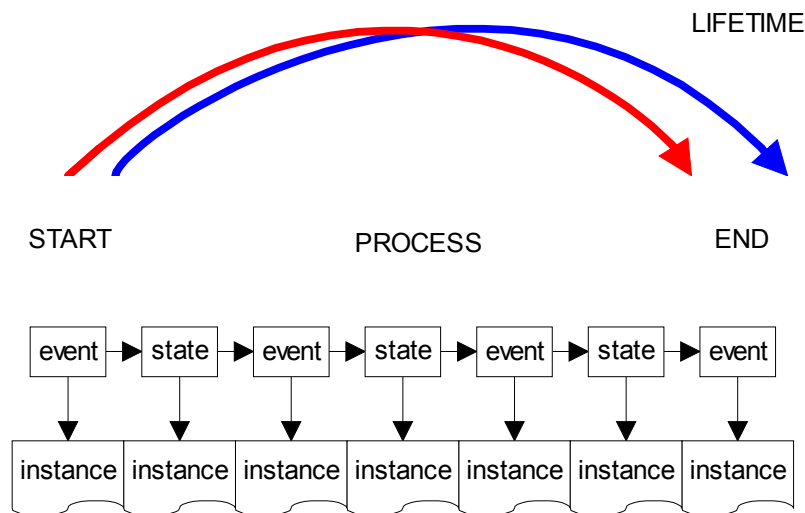 LIFETIME
START PROCESS END
event state event state event state event
instance instance instance instance instance instance instance